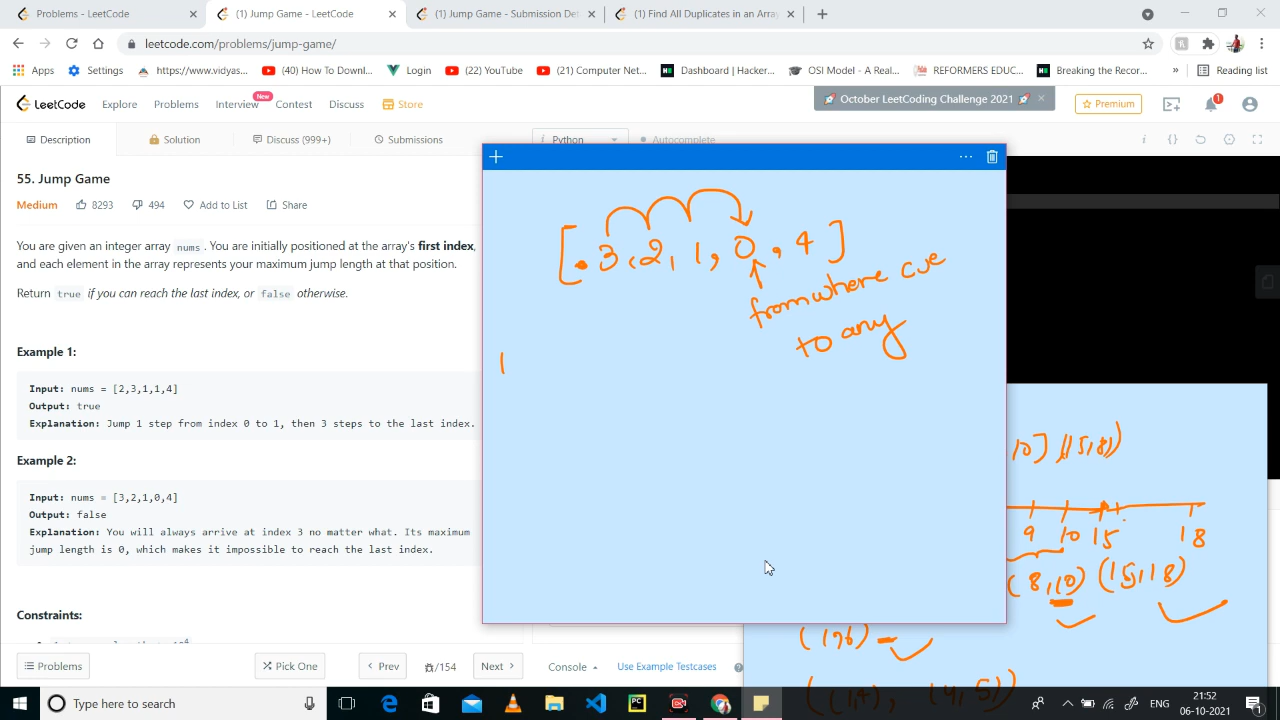 (1) Problems - LeetCode
(1) Jump Game - LeetCode
(1) Jump Game - Submission Det
(1) Find All Duplicates in an Array
leetcode.com/problems/jump-game/
Apps
Settings
https://www.vidyas...
(40) How To Downl...
Login
(22) YouTube
(21) Computer Net...
Dashboard | Hacker...
OSI Model - A Real...
REFORMERS EDUC...
Breaking the Recor...
»
Reading list
LeetCode
Explore
Problems
Interview
New
Contest
Discuss
Store
October LeetCoding Challenge 2021
Premium
1
Description
Solution
Discuss (999+)
Submissions
i Python
Autocomplete
55. Jump Game
Medium
8293
494
Add to List
Share
You are given an integer array nums. You are initially positioned at the array's first index,
and each element in the array represents your maximum jump length at that position.
Return true if you can reach the last index, or false otherwise.
Example 1:
Input: nums = [2,3,1,1,4]
Output: true
Explanation: Jump 1 step from index 0 to 1, then 3 steps to the last index.
Example 2:
Input: nums = [3,2,1,0,4]
Output: false
Explanation: You will always arrive at index 3 no matter what. Its maximum
jump length is 0, which makes it impossible to reach the last index.
Constraints:
[3,2,1,0,4]
from where
to any
9 10 15 18
(8,10) (15,18)
(1,4), (4,5)
Problems
Pick One
Prev
/154
Next
Console
Use Example Testcases
Type here to search
ENG
21:52
06-10-2021